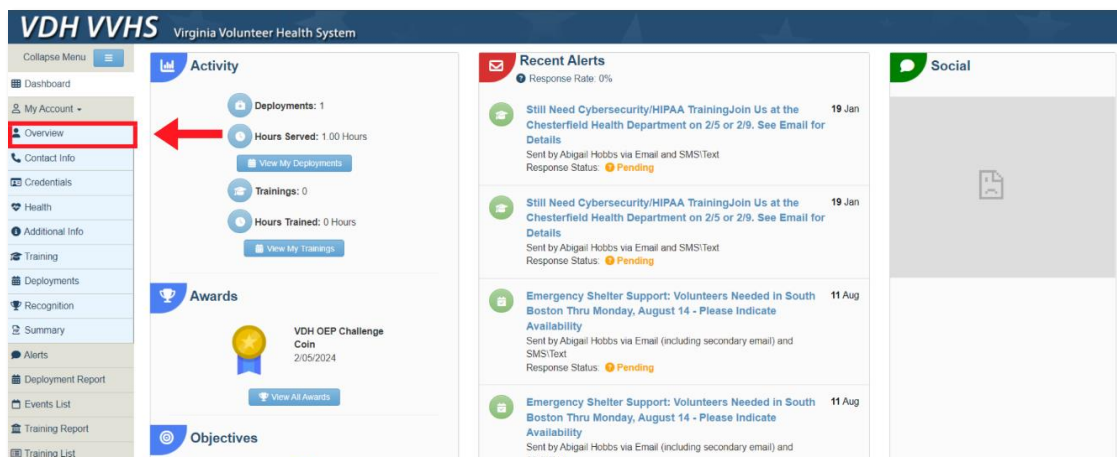 VDH VVHS Virginia Volunteer Health System
Collapse Menu
Dashboard
My Account
Overview
Contact Info
Credentials
Health
Additional Info
Training
Deployments
Recognition
Summary
Alerts
Deployment Report
Events List
Training Report
Training List
Activity
Deployments: 1
Hours Served: 1.00 Hours
View My Deployments
Trainings: 0
Hours Trained: 0 Hours
View My Trainings
Awards
VDH OEP Challenge
Coin
2/05/2024
View All Awards
Objectives
Recent Alerts
Response Rate: 0%
Still Need Cybersecurity/HIPAA TrainingJoin Us at the 19 Jan
Chesterfield Health Department on 2/5 or 2/9. See Email for
Details
Sent by Abigail Hobbs via Email and SMS\Text
Response Status: Pending
Still Need Cybersecurity/HIPAA TrainingJoin Us at the 19 Jan
Chesterfield Health Department on 2/5 or 2/9. See Email for
Details
Sent by Abigail Hobbs via Email and SMS\Text
Response Status: Pending
Emergency Shelter Support: Volunteers Needed in South 11 Aug
Boston Thru Monday, August 14 - Please Indicate
Availability
Sent by Abigail Hobbs via Email (including secondary email) and
SMS\Text
Response Status: Pending
Emergency Shelter Support: Volunteers Needed in South 11 Aug
Boston Thru Monday, August 14 - Please Indicate
Availability
Sent by Abigail Hobbs via Email (including secondary email) and
Social